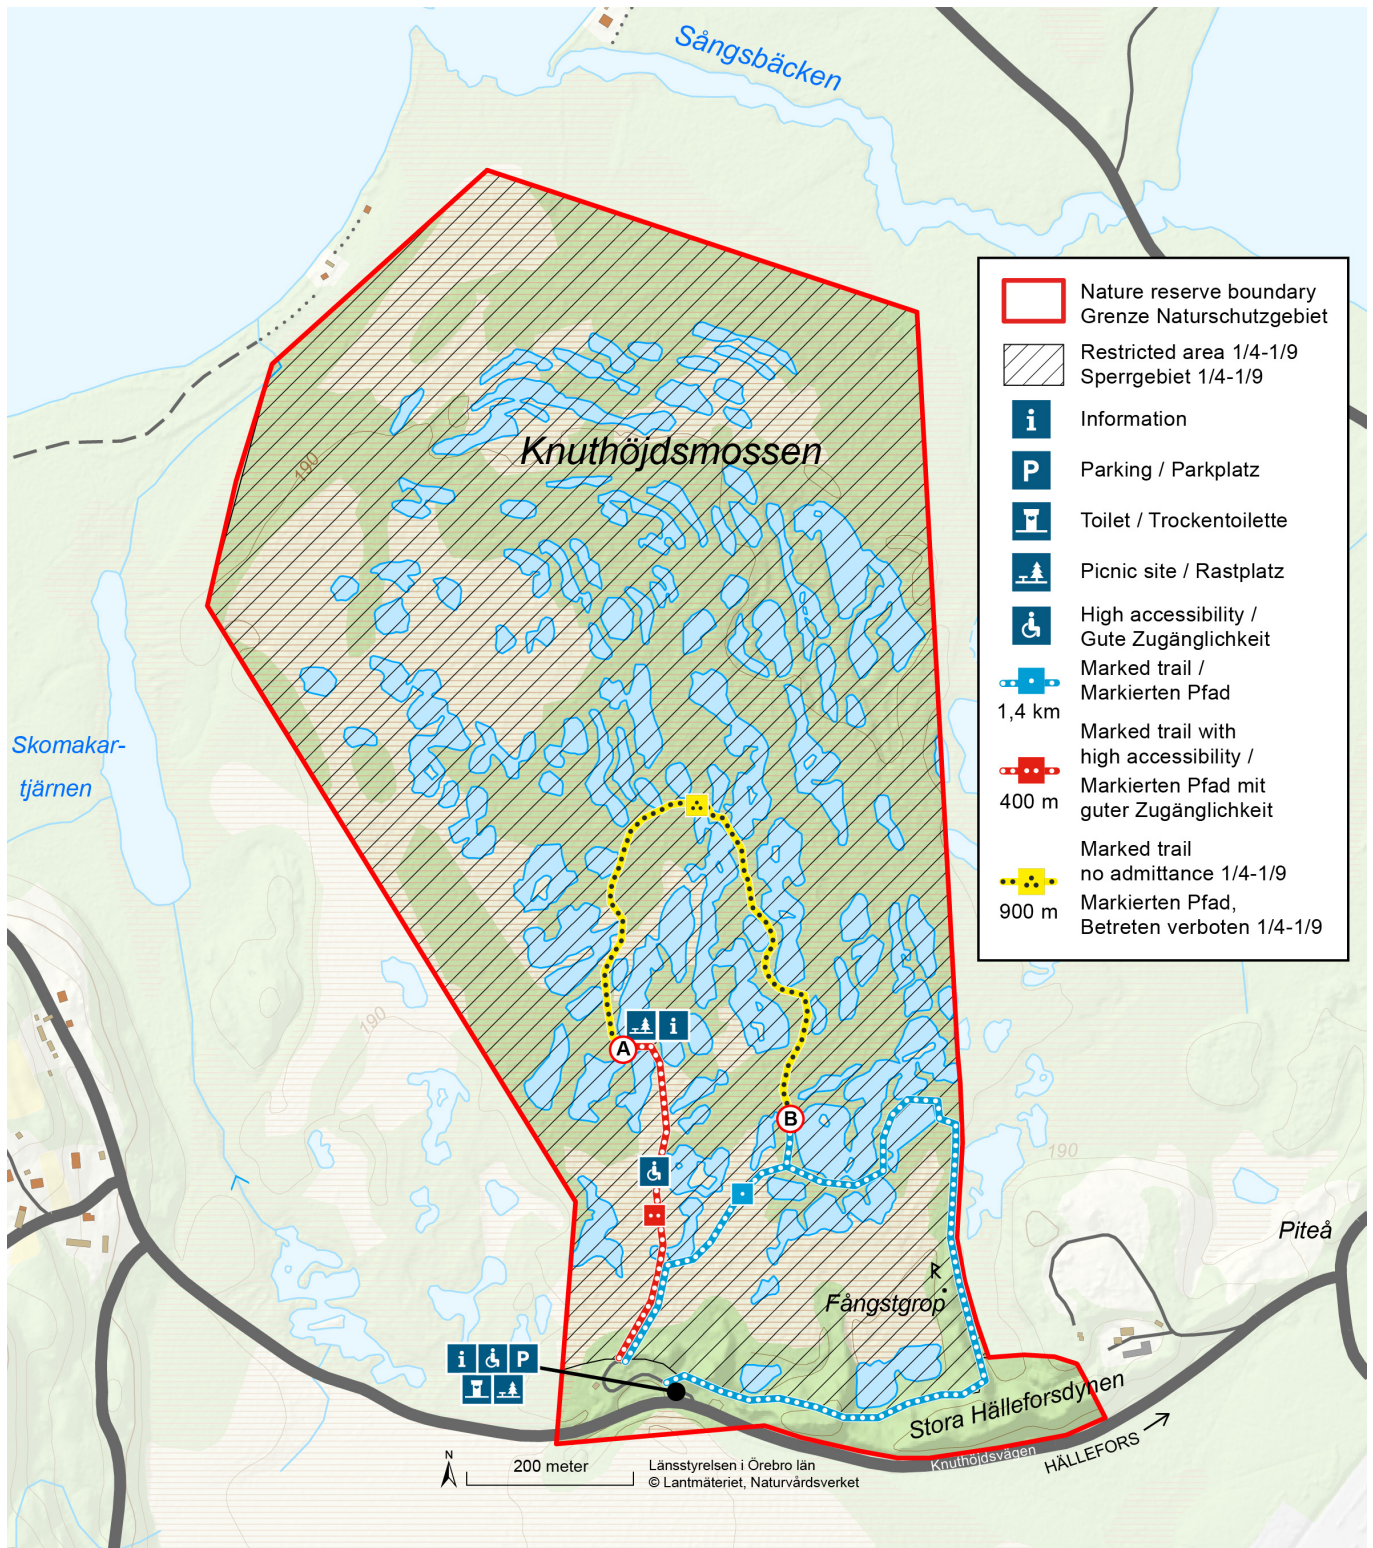 Sångsbäcken
Nature reserve boundary
Grenze Naturschutzgebiet
Restricted area 1/4-1/9
Sperrgebiet 1/4-1/9
i
Information
P
Parking / Parkplatz
Toilet / Trockentoilette
Picnic site / Rastplatz
High accessibility /
Gute Zugänglichkeit
Marked trail /
Markierten Pfad
1,4 km
Marked trail with
high accessibility /
Markierten Pfad mit
guter Zugänglichkeit
400 m
Marked trail
no admittance 1/4-1/9
Markierten Pfad,
Betreten verboten 1/4-1/9
900 m
Knuthöjdsmossen
190
Skomakar-
tjärnen
190
i
A
B
190
Piteå
R
Fångstgrop
i P
Stora Hälleforsdynen
Knuthöjdsvägen
HÄLLEFORS
N
200 meter
Länsstyrelsen i Örebro län
© Lantmäteriet, Naturvårdsverket